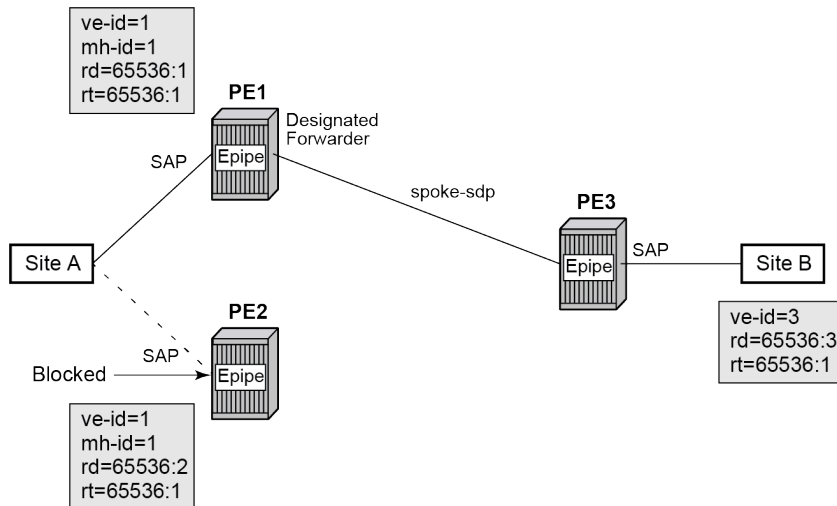 ve-id=1
mh-id=1
rd=65536:1
rt=65536:1
PE1
Designated
Forwarder
SAP
Epipe
spoke-sdp
PE3
SAP
Site A
Epipe
Site B
PE2
ve-id=3
rd=65536:3
rt=65536:1
SAP
Blocked
Epipe
ve-id=1
mh-id=1
rd=65536:2
rt=65536:1